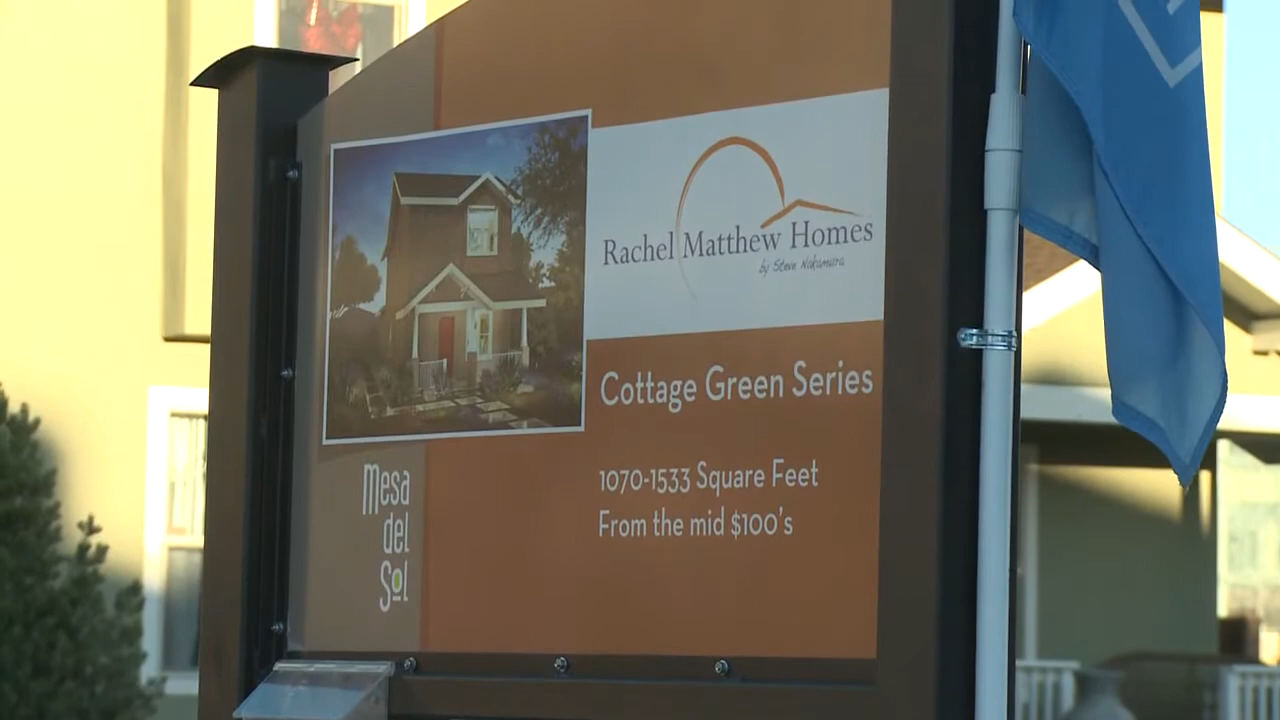 Rachel Matthew Homes
by Steve Nakamura
Cottage Green Series
1070-1533 Square Feet
From the mid $100's
Mesa
del
Sol